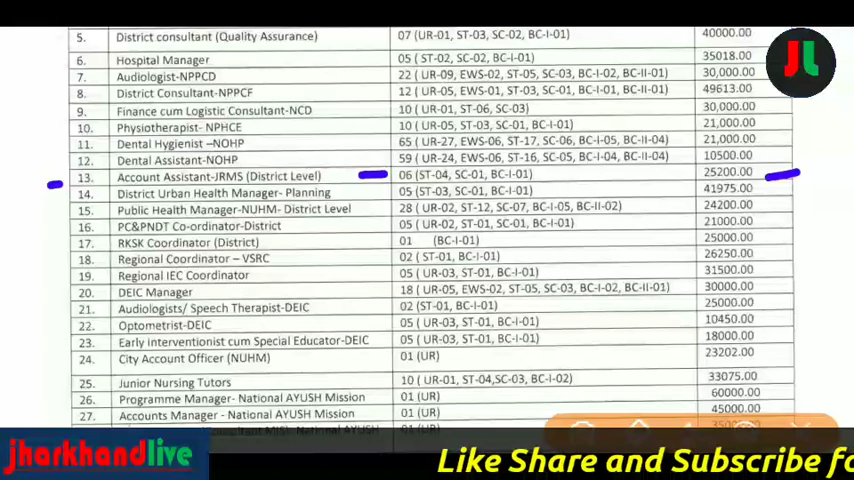 5. District consultant (Quality Assurance) 07 (UR-01, ST-03, SC-02, BC-I-01) 40000.00
6. Hospital Manager 05 ( ST-02, SC-02, BC-I-01) 35018.00
7. Audiologist-NPPCD 22 ( UR-09, EWS-02, ST-05, SC-03, BC-I-02, BC-II-01) 30,000.00
8. District Consultant-NPPCF 12 ( UR-05, EWS-01, ST-03, SC-01, BC-I-01, BC-II-01) 49613.00
9. Finance cum Logistic Consultant-NCD 10 ( UR-01, ST-06, SC-03) 30,000.00
10. Physiotherapist- NPHCE 10 ( UR-05, ST-03, SC-01, BC-I-01) 21,000.00
11. Dental Hygienist –NOHP 65 ( UR-27, EWS-06, ST-17, SC-06, BC-I-05, BC-II-04) 21,000.00
12. Dental Assistant-NOHP 59 ( UR-24, EWS-06, ST-16, SC-05, BC-I-04, BC-II-04) 10500.00
13. Account Assistant-JRMS (District Level) 06 (ST-04, SC-01, BC-I-01) 25200.00
14. District Urban Health Manager- Planning 05 (ST-03, SC-01, BC-I-01) 41975.00
15. Public Health Manager-NUHM- District Level 28 ( UR-02, ST-12, SC-07, BC-I-05, BC-II-02) 24200.00
16. PC&PNDT Co-ordinator-District 05 ( UR-02, ST-01, SC-01, BC-I-01) 21000.00
17. RKSK Coordinator (District) 01 (BC-I-01) 25000.00
18. Regional Coordinator – VSRC 02 ( ST-01, BC-I-01) 26250.00
19. Regional IEC Coordinator 05 ( UR-03, ST-01, BC-I-01) 31500.00
20. DEIC Manager 18 ( UR-05, EWS-02, ST-05, SC-03, BC-I-02, BC-II-01) 30000.00
21. Audiologists/ Speech Therapist-DEIC 02 (ST-01, BC-I-01) 25000.00
22. Optometrist-DEIC 05 ( UR-03, ST-01, BC-I-01) 10450.00
23. Early Interventionist cum Special Educator-DEIC 05 ( UR-03, ST-01, BC-I-01) 18000.00
24. City Account Officer (NUHM) 01 (UR) 23202.00
25. Junior Nursing Tutors 10 ( UR-01, ST-04,SC-03, BC-I-02) 33075.00
26. Programme Manager- National AYUSH Mission 01 (UR) 60000.00
27. Accounts Manager - National AYUSH Mission 01 (UR) 45000.00
01 (UR)
JL
jharkhandlive
Like Share and Subscribe fo